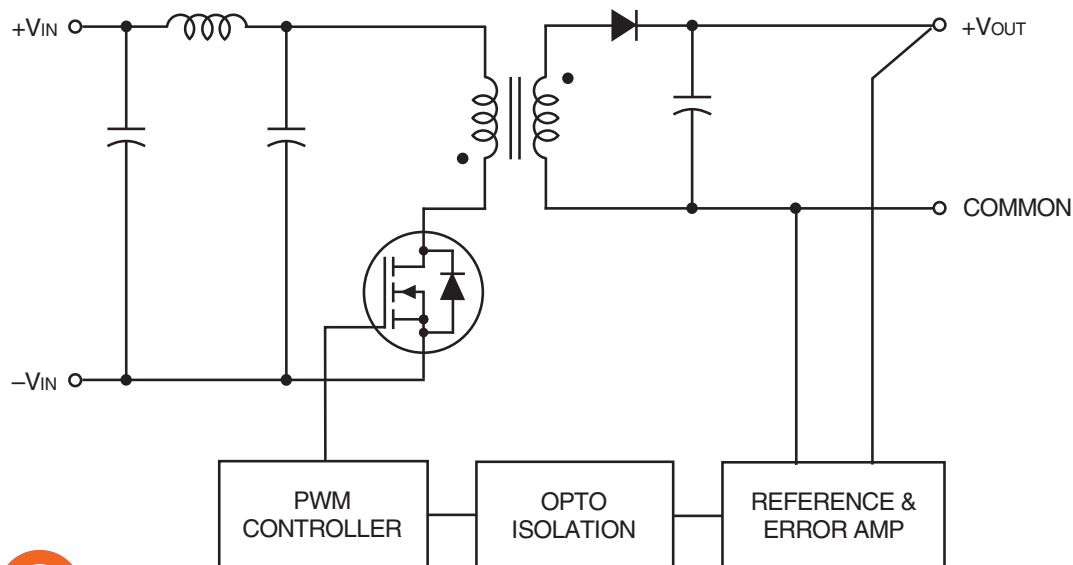 +VIN
+VOUT
COMMON
–VIN
PWM
CONTROLLER
OPTO
ISOLATION
REFERENCE &
ERROR AMP